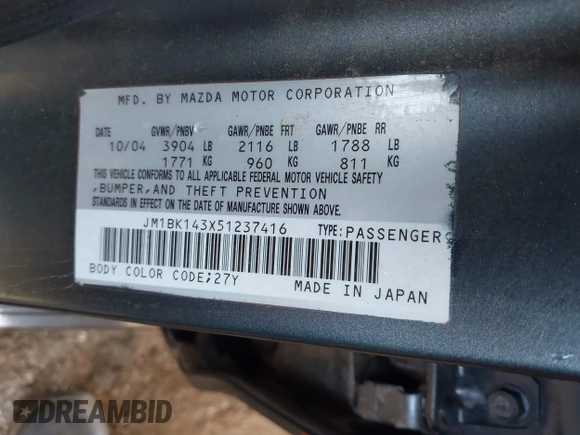 MFD. BY MAZDA MOTOR CORPORATION
DATE GVWR/PNBV GAWR/PNBE FRT GAWR/PNBE RR
10/04 3904 LB 2116 LB 1788 LB
1771 KG 960 KG 811 KG
THIS VEHICLE CONFORMS TO ALL APPLICABLE FEDERAL MOTOR VEHICLE SAFETY
,BUMPER,AND THEFT PREVENTION
STANDARDS IN EFFECT ON THE DATE OF MANUFACTURE SHOWN ABOVE.
JM1BK143X51237416 TYPE:PASSENGER
BODY COLOR CODE;27Y MADE IN JAPAN
DREAMBID